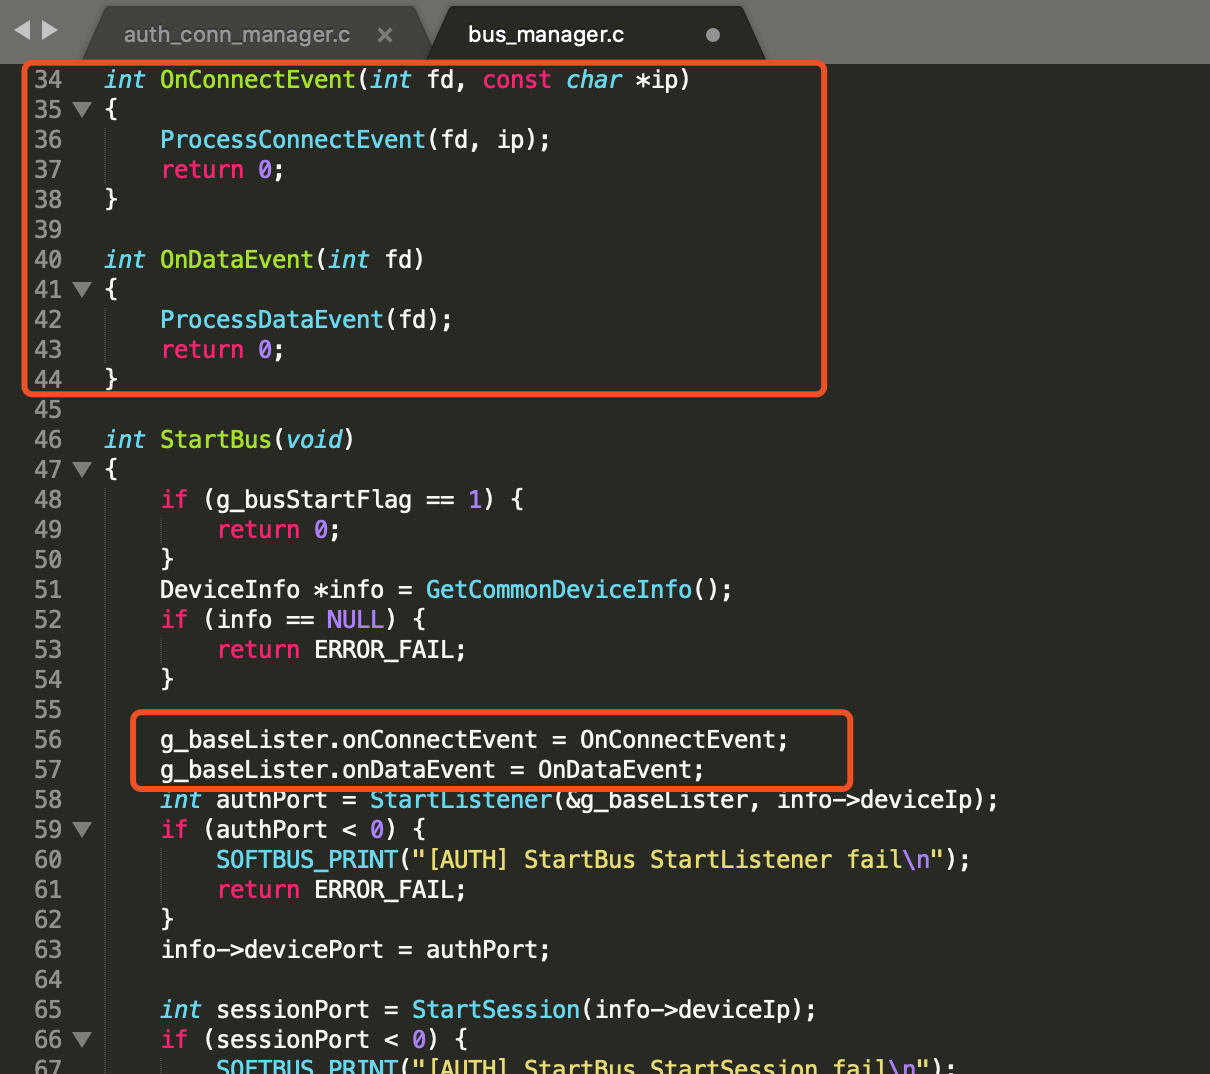 auth_conn_manager.c × bus_manager.c
34 int OnConnectEvent(int fd, const char *ip)
35 {
36     ProcessConnectEvent(fd, ip);
37     return 0;
38 }
39
40 int OnDataEvent(int fd)
41 {
42     ProcessDataEvent(fd);
43     return 0;
44 }
45
46 int StartBus(void)
47 {
48     if (g_busStartFlag == 1) {
49         return 0;
50     }
51     DeviceInfo *info = GetCommonDeviceInfo();
52     if (info == NULL) {
53         return ERROR_FAIL;
54     }
55
56     g_baseLister.onConnectEvent = OnConnectEvent;
57     g_baseLister.onDataEvent = OnDataEvent;
58     int authPort = StartListener(&g_baseLister, info->deviceIp);
59     if (authPort < 0) {
60         SOFTBUS_PRINT("[AUTH] StartBus StartListener fail\n");
61         return ERROR_FAIL;
62     }
63     info->devicePort = authPort;
64
65     int sessionPort = StartSession(info->deviceIp);
66     if (sessionPort < 0) {
67         SOFTBUS_PRINT("[AUTH] StartBus StartSession fail\n");